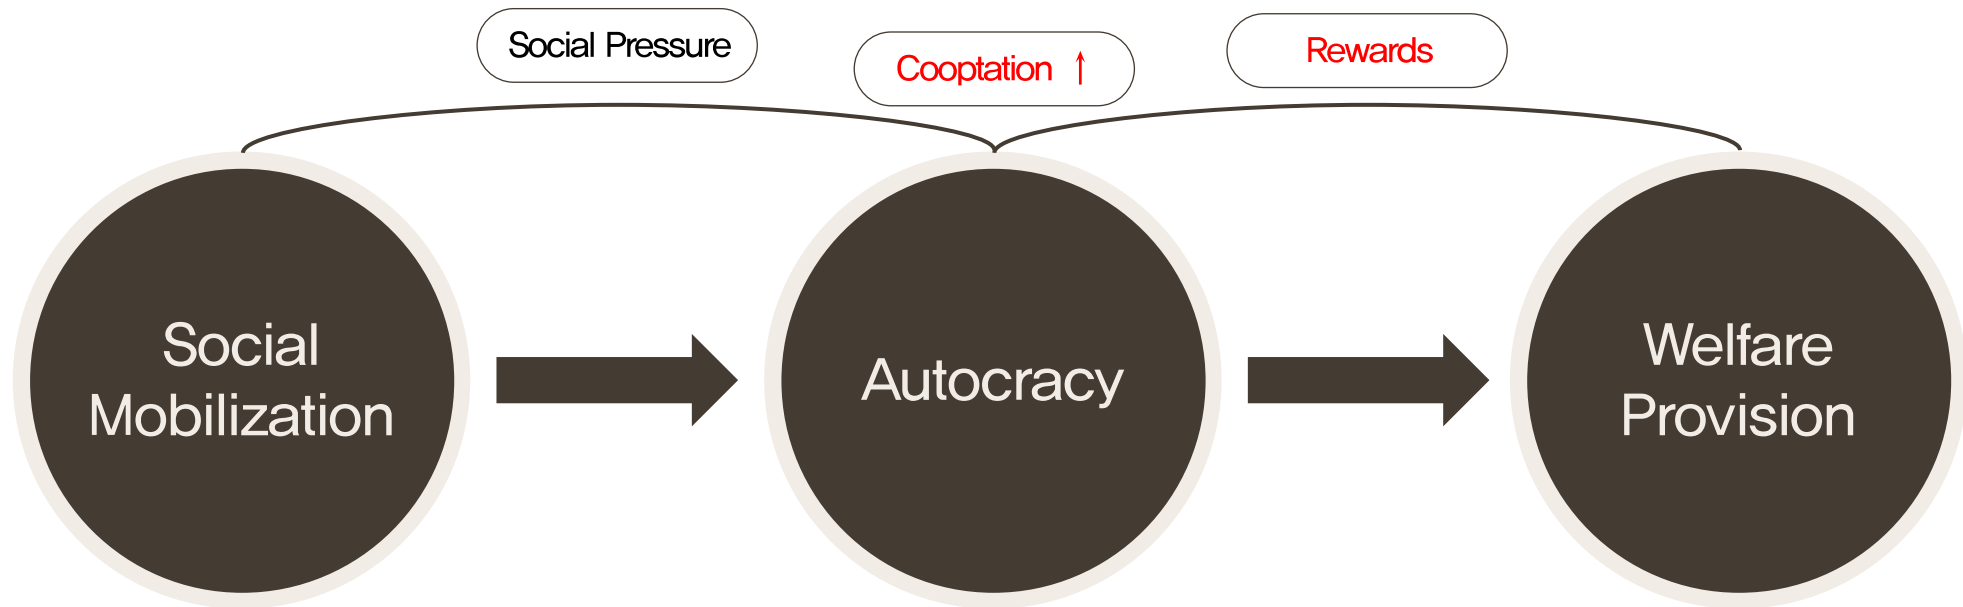 Social Pressure
Cooptation ↑
Rewards
Social
Mobilization
Autocracy
Welfare
Provision